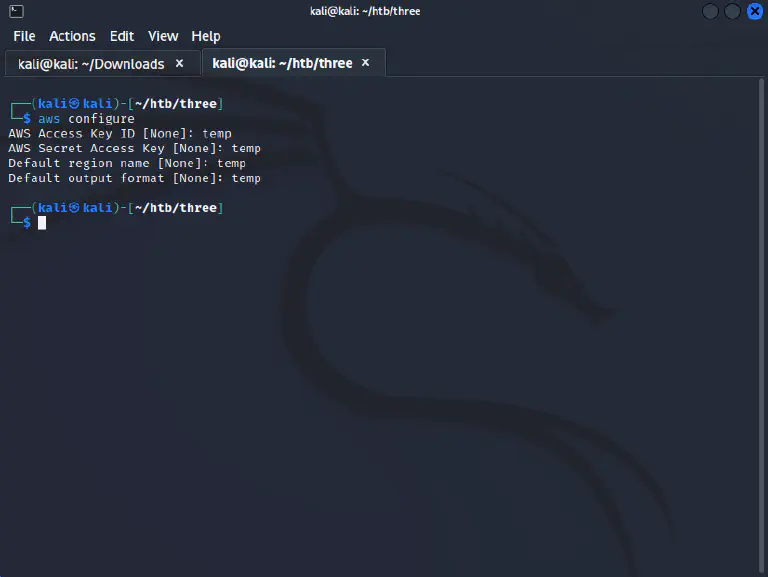 kali@kali: ~/htb/three
File Actions Edit View Help
kali@kali: ~/Downloads × kali@kali: ~/htb/three ×
┌──(kali㉿kali)-[~/htb/three]
└─$ aws configure
AWS Access Key ID [None]: temp
AWS Secret Access Key [None]: temp
Default region name [None]: temp
Default output format [None]: temp
┌──(kali㉿kali)-[~/htb/three]
└─$